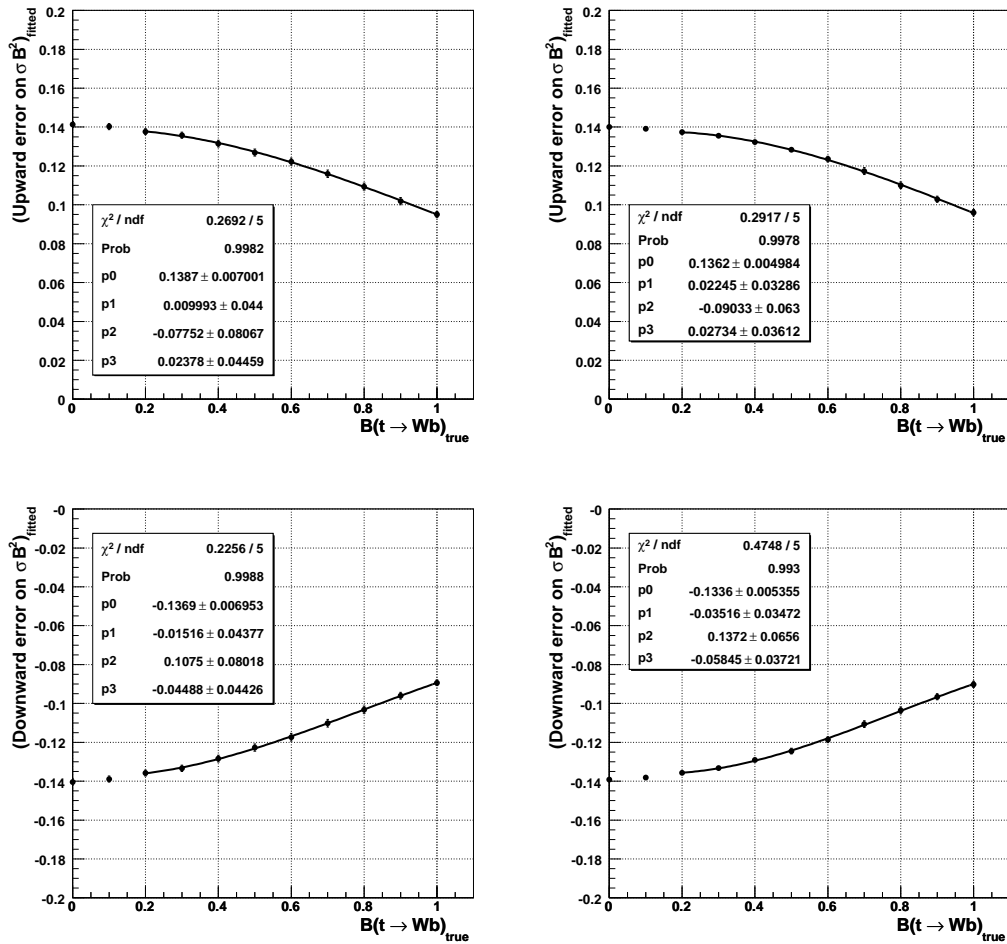 (Upward error on σ B²)fitted
0.2
0.18
0.16
0.14
0.12
0.1
0.08
0.06
0.04
0.02
0
χ² / ndf 0.2692 / 5
Prob 0.9982
p0 0.1387 ± 0.007001
p1 0.009993 ± 0.044
p2 -0.07752 ± 0.08067
p3 0.02378 ± 0.04459
0 0.2 0.4 0.6 0.8 1
B(t → Wb)true
(Upward error on σ B²)fitted
0.2
0.18
0.16
0.14
0.12
0.1
0.08
0.06
0.04
0.02
0
χ² / ndf 0.2917 / 5
Prob 0.9978
p0 0.1362 ± 0.004984
p1 0.02245 ± 0.03286
p2 -0.09033 ± 0.063
p3 0.02734 ± 0.03612
0 0.2 0.4 0.6 0.8 1
B(t → Wb)true
(Downward error on σ B²)fitted
-0
-0.02
-0.04
-0.06
-0.08
-0.1
-0.12
-0.14
-0.16
-0.18
-0.2
χ² / ndf 0.2256 / 5
Prob 0.9988
p0 -0.1369 ± 0.006953
p1 -0.01516 ± 0.04377
p2 0.1075 ± 0.08018
p3 -0.04488 ± 0.04426
0 0.2 0.4 0.6 0.8 1
B(t → Wb)true
(Downward error on σ B²)fitted
-0
-0.02
-0.04
-0.06
-0.08
-0.1
-0.12
-0.14
-0.16
-0.18
-0.2
χ² / ndf 0.4748 / 5
Prob 0.993
p0 -0.1336 ± 0.005355
p1 -0.03516 ± 0.03472
p2 0.1372 ± 0.0656
p3 -0.05845 ± 0.03721
0 0.2 0.4 0.6 0.8 1
B(t → Wb)true